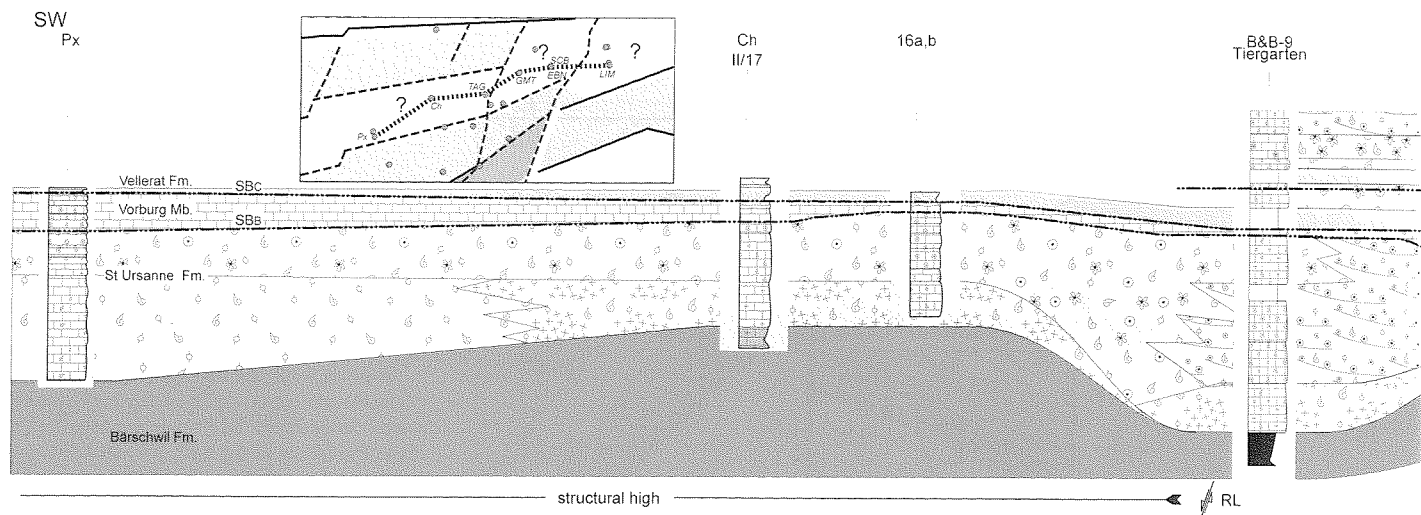 SW
Px
Ch
II/17
16a,b
B&B-9
Tiergarten
?
?
?
?
SCB
EBN
LIM
GMT
TAG
Ch
Px
Vellerat Fm.
SBC
Vorburg Mb.
SBB
St Ursanne Fm.
Bärschwil Fm.
structural high
RL